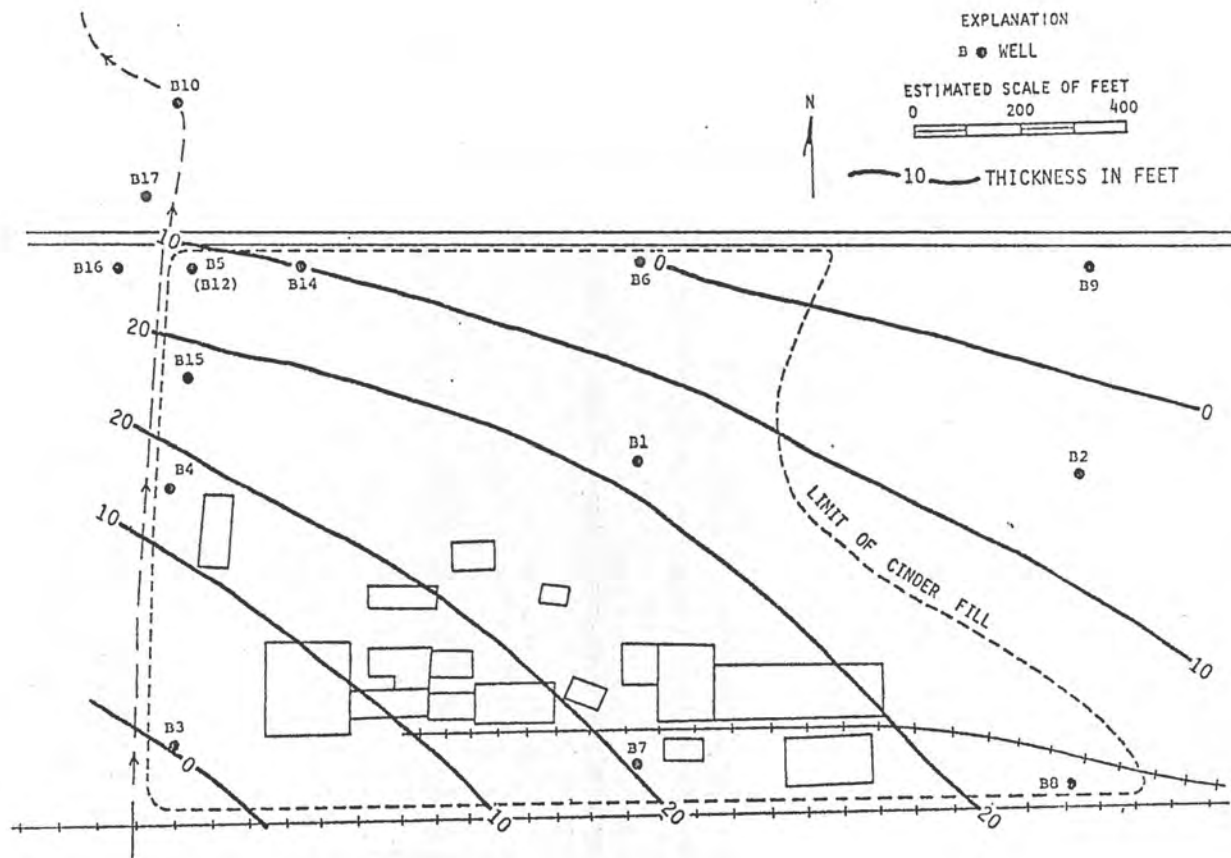 EXPLANATION
B WELL
ESTIMATED SCALE OF FEET
0 200 400
N
10 THICKNESS IN FEET
B10
B17
10
B16
B5
(B12)
B14
B6
0
B9
20
B15
20
B1
B2
0
B4
10
LIMIT OF CINDER FILL
10
B3
0
B7
B8
10
20
20